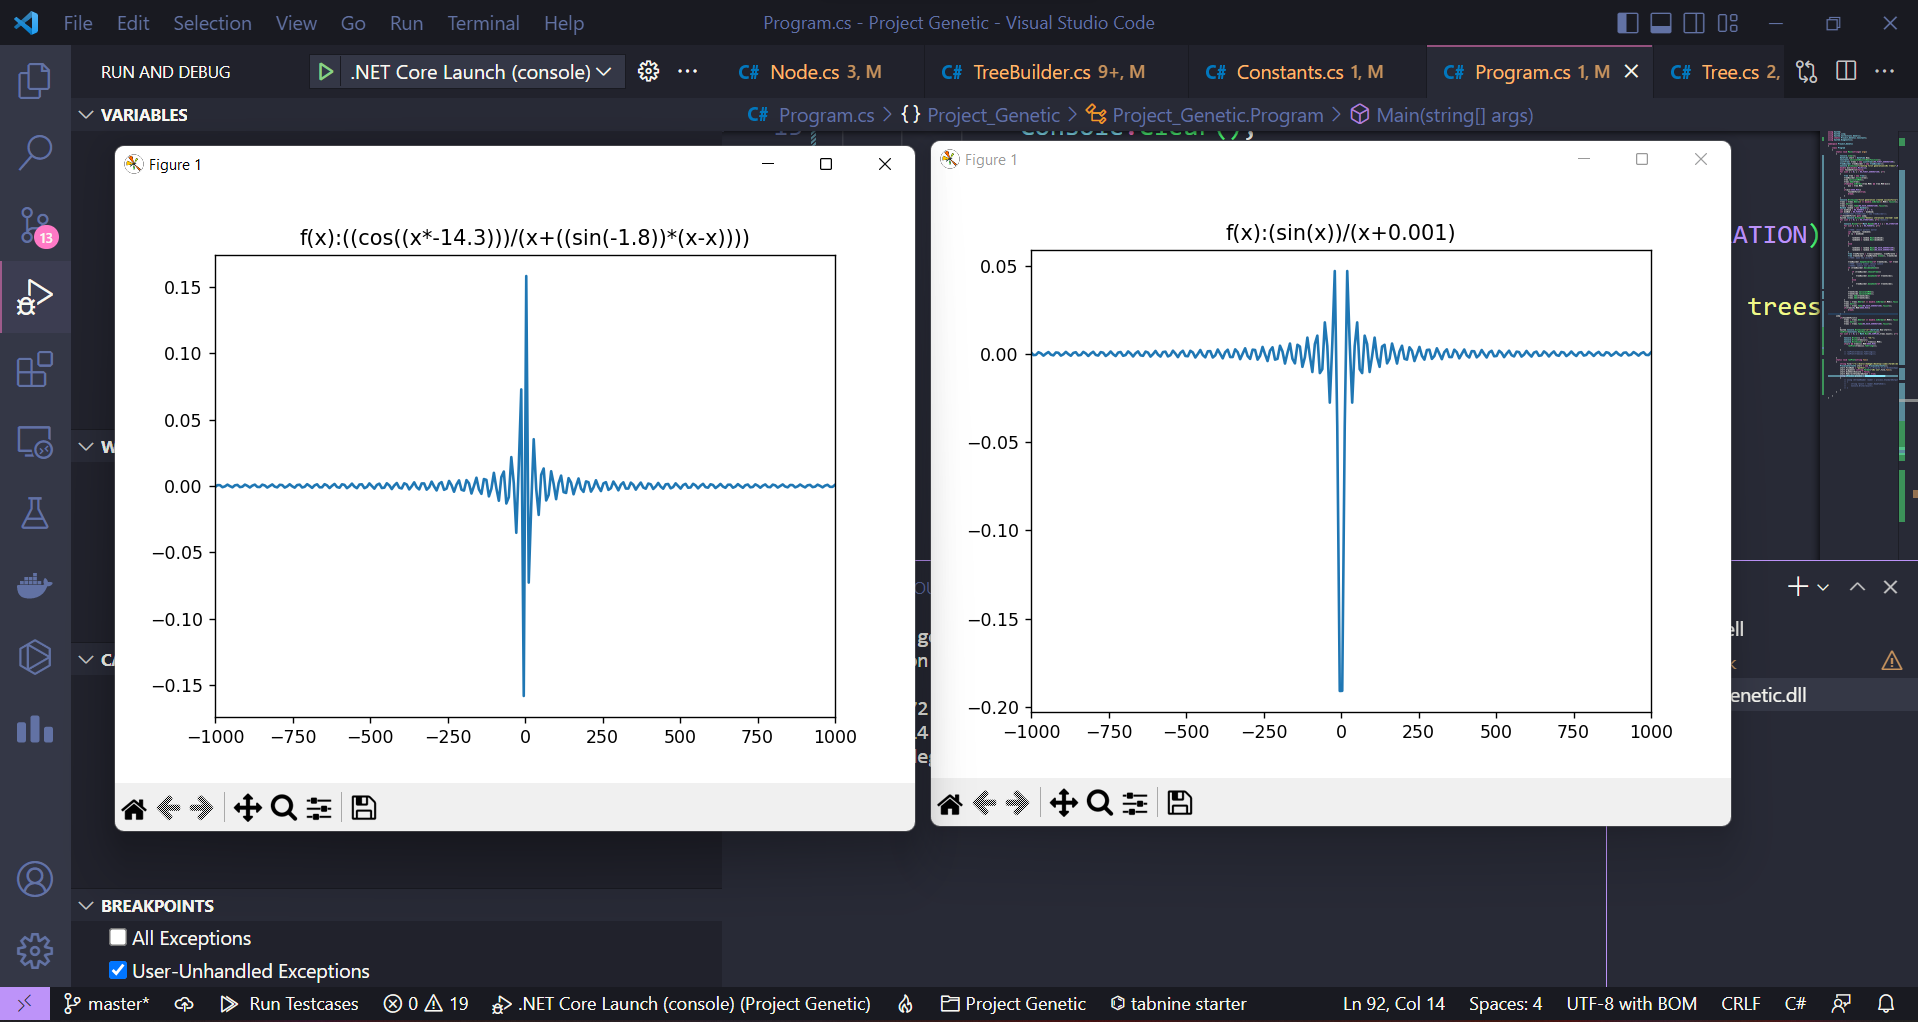 File Edit Selection View Go Run Terminal Help Program.cs - Project Genetic - Visual Studio Code
RUN AND DEBUG .NET Core Launch (console) C# Node.cs 3, M C# TreeBuilder.cs 9+, M C# Constants.cs 1, M C# Program.cs 1, M C# Tree.cs 2,
VARIABLES
C# Program.cs > {} Project_Genetic > Project_Genetic.Program > Main(string[] args)
13
Figure 1
f(x):((cos((x*-14.3)))/(x+((sin(-1.8))*(x-x))))
0.15
0.10
0.05
0.00
−0.05
−0.10
−0.15
−1000 −750 −500 −250 0 250 500 750 1000
Figure 1
f(x):(sin(x))/(x+0.001)
0.05
0.00
−0.05
−0.10
−0.15
−0.20
−1000 −750 −500 −250 0 250 500 750 1000
ATION)
trees
ell
enetic.dll
BREAKPOINTS
All Exceptions
User-Unhandled Exceptions
master* Run Testcases 0 19 .NET Core Launch (console) (Project Genetic) Project Genetic tabnine starter Ln 92, Col 14 Spaces: 4 UTF-8 with BOM CRLF C#